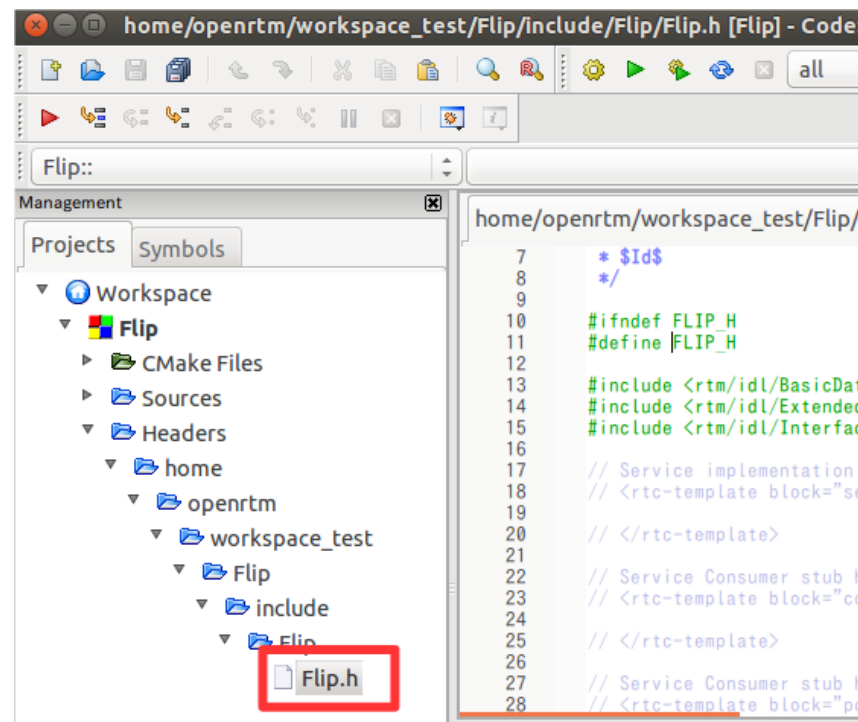 home/openrtm/workspace_test/Flip/include/Flip/Flip.h [Flip] - Code
all
Flip::
Management
Projects
Symbols
Workspace
Flip
CMake Files
Sources
Headers
home
openrtm
workspace_test
Flip
include
Flip
Flip.h
home/openrtm/workspace_test/Flip/
7 * $Id$
8 */
9
10 #ifndef FLIP_H
11 #define FLIP_H
12
13 #include <rtm/idl/BasicDat
14 #include <rtm/idl/Extended
15 #include <rtm/idl/Interfac
16
17 // Service implementation
18 // <rtc-template block="se
19
20 // </rtc-template>
21
22 // Service Consumer stub h
23 // <rtc-template block="co
24
25 // </rtc-template>
26
27 // Service Consumer stub h
28 // <rtc-template block="po